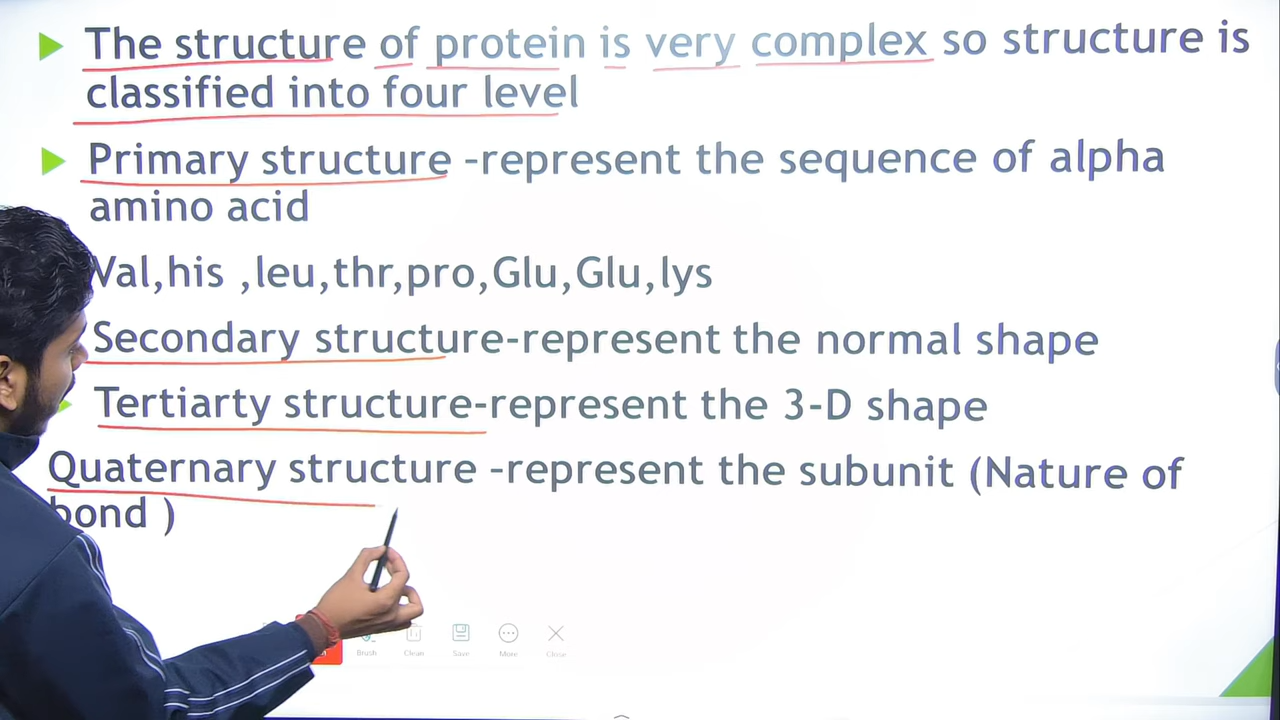 The structure of protein is very complex so structure is
classified into four level
Primary structure -represent the sequence of alpha
amino acid
Val,his ,leu,thr,pro,Glu,Glu,lys
Secondary structure-represent the normal shape
Tertiarty structure-represent the 3-D shape
Quaternary structure -represent the subunit (Nature of
bond )
Brush Clean Save More Close